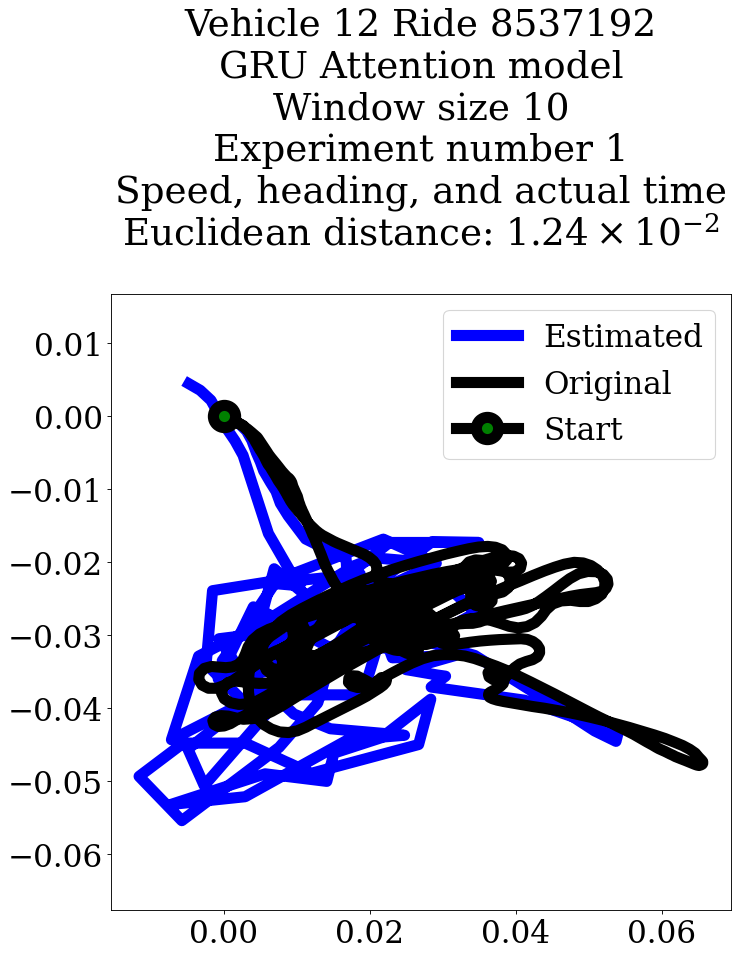 Vehicle 12 Ride 8537192
GRU Attention model
Window size 10
Experiment number 1
Speed, heading, and actual time
Euclidean distance: 1.24 × 10⁻²
Estimated
Original
Start
0.01
0.00
−0.01
−0.02
−0.03
−0.04
−0.05
−0.06
0.00 0.02 0.04 0.06